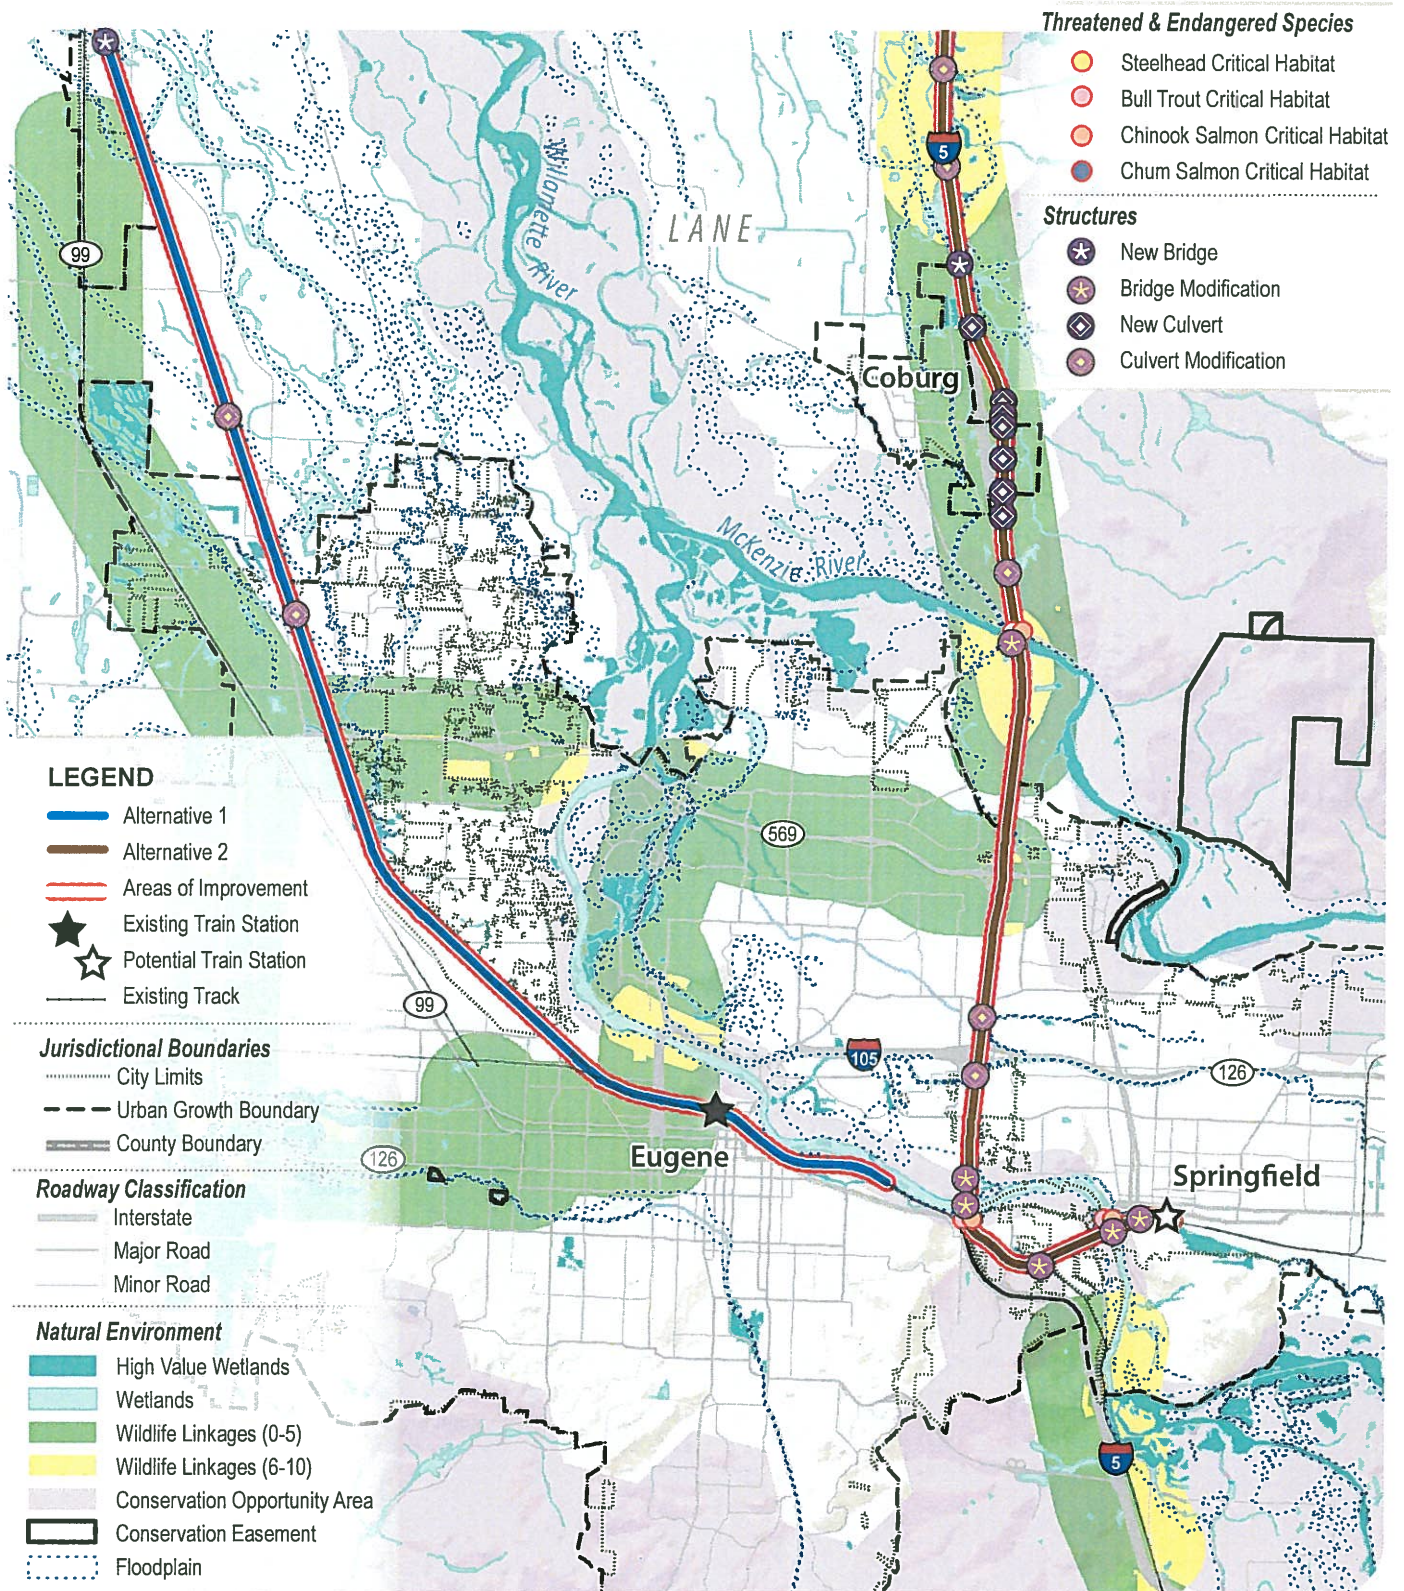 Threatened & Endangered Species
Steelhead Critical Habitat
Bull Trout Critical Habitat
Chinook Salmon Critical Habitat
Chum Salmon Critical Habitat
Structures
New Bridge
Bridge Modification
New Culvert
Culvert Modification
5
Willamette River
LANE
99
Coburg
McKenzie River
569
99
105
126
Eugene
126
Springfield
5
LEGEND
Alternative 1
Alternative 2
Areas of Improvement
Existing Train Station
Potential Train Station
Existing Track
Jurisdictional Boundaries
City Limits
Urban Growth Boundary
County Boundary
Roadway Classification
Interstate
Major Road
Minor Road
Natural Environment
High Value Wetlands
Wetlands
Wildlife Linkages (0-5)
Wildlife Linkages (6-10)
Conservation Opportunity Area
Conservation Easement
Floodplain